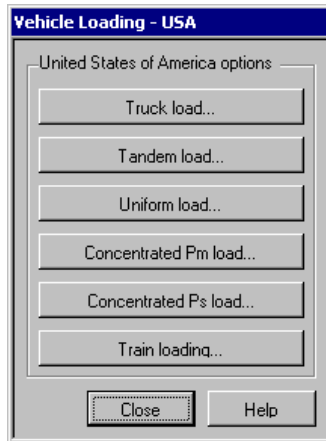 Vehicle Loading - USA
United States of America options
Truck load...
Tandem load...
Uniform load...
Concentrated Pm load...
Concentrated Ps load...
Train loading...
Close Help